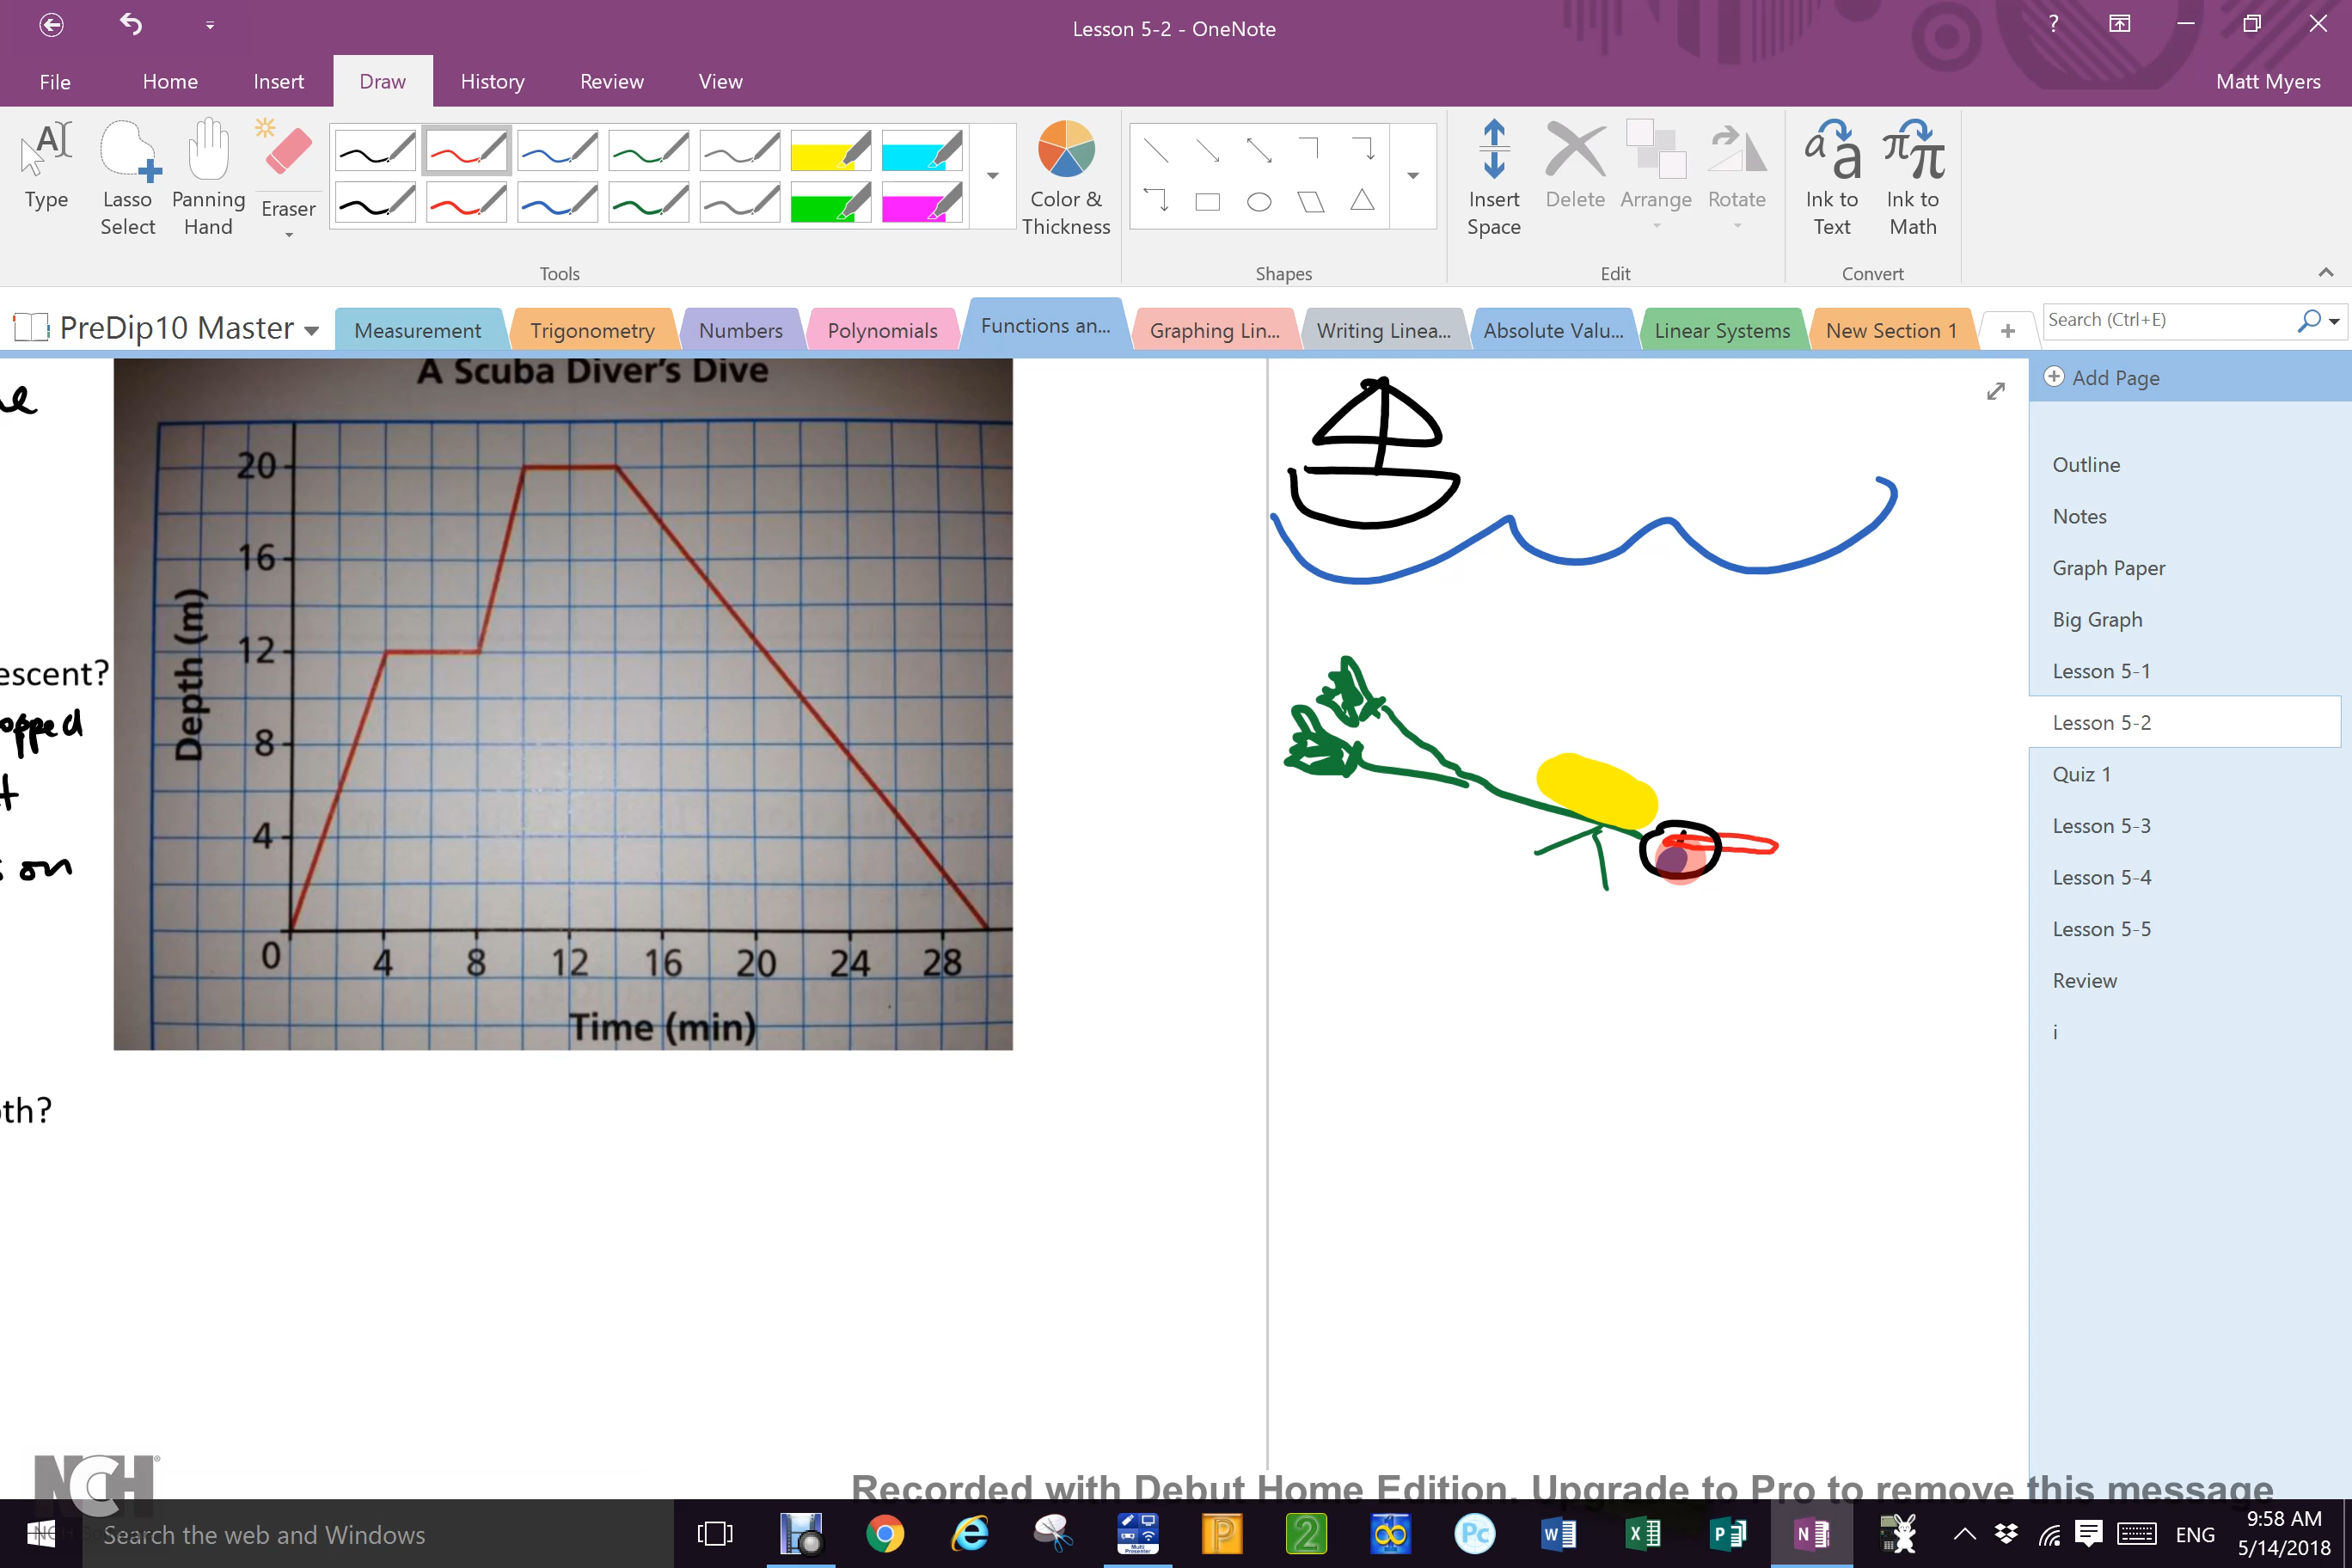 Lesson 5-2 - OneNote
?
File
Home
Insert
Draw
History
Review
View
Matt Myers
Type
Lasso
Select
Panning
Hand
Eraser
Color &
Thickness
Insert
Space
Delete
Arrange
Rotate
Ink to
Text
Ink to
Math
Tools
Shapes
Edit
Convert
PreDip10 Master
Measurement
Trigonometry
Numbers
Polynomials
Functions an...
Graphing Lin...
Writing Linea...
Absolute Valu...
Linear Systems
New Section 1
+
Search (Ctrl+E)
Add Page
Outline
Notes
Graph Paper
Big Graph
Lesson 5-1
Lesson 5-2
Quiz 1
Lesson 5-3
Lesson 5-4
Lesson 5-5
Review
i
escent?
opped
on
oth?
A Scuba Diver's Dive
Depth (m)
20
16
12
8
4
0
4 8 12 16 20 24 28
Time (min)
NCH
Recorded with Debut Home Edition. Upgrade to Pro to remove this message
Search the web and Windows
ENG
9:58 AM
5/14/2018